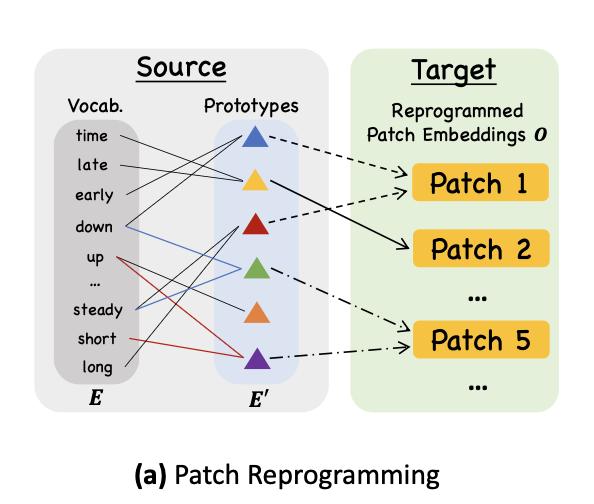 Source
Target
Vocab.
Prototypes
Reprogrammed
Patch Embeddings O
time
late
early
down
up
...
steady
short
long
E
E'
Patch 1
Patch 2
...
Patch 5
...
(a) Patch Reprogramming